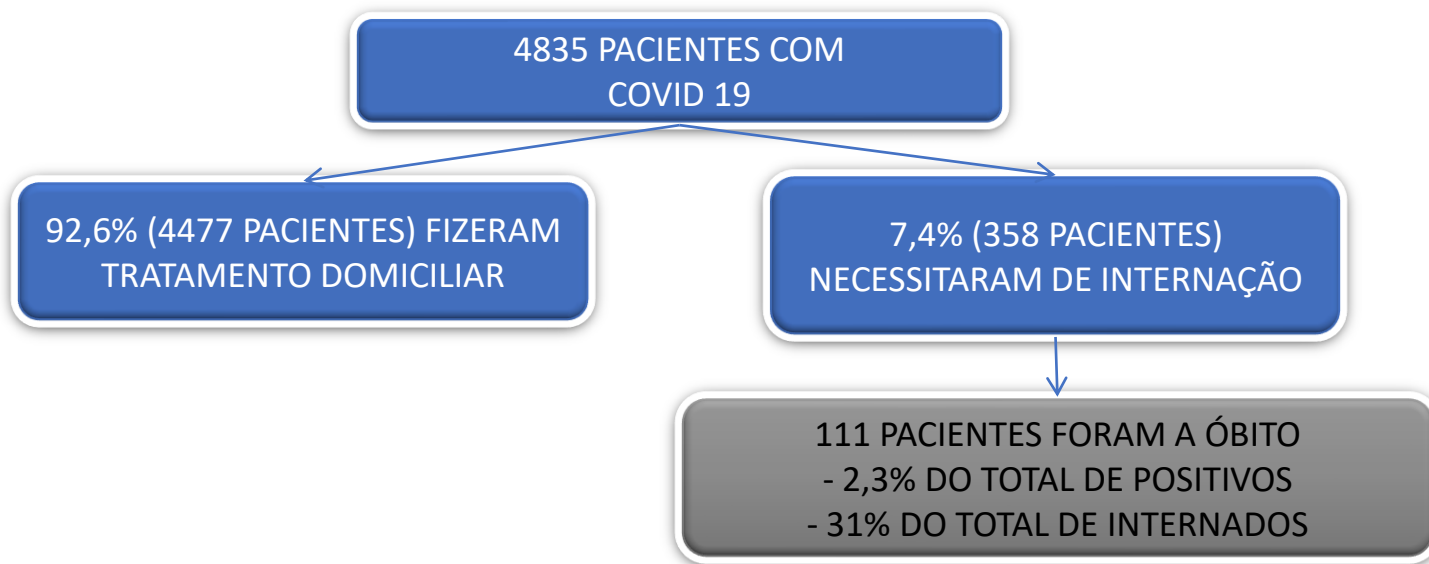 4835 PACIENTES COM
COVID 19
92,6% (4477 PACIENTES) FIZERAM
TRATAMENTO DOMICILIAR
7,4% (358 PACIENTES)
NECESSITARAM DE INTERNAÇÃO
111 PACIENTES FORAM A ÓBITO
- 2,3% DO TOTAL DE POSITIVOS
- 31% DO TOTAL DE INTERNADOS